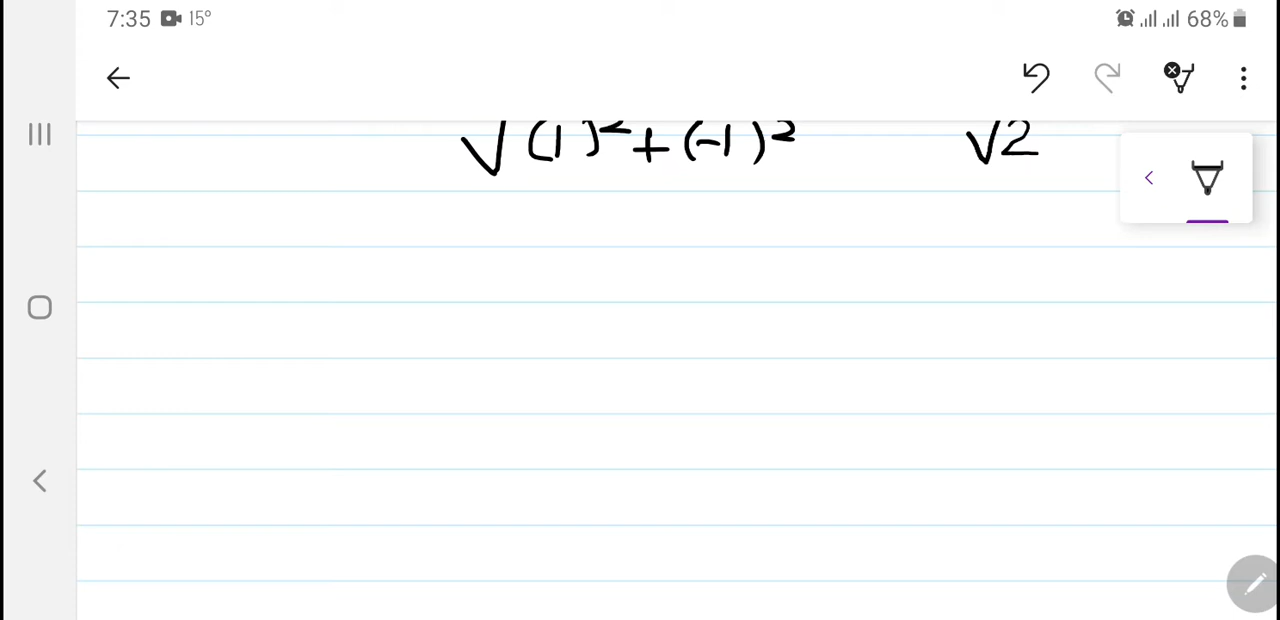 7:35 15° 68%
√(1)²+(-1)² √2